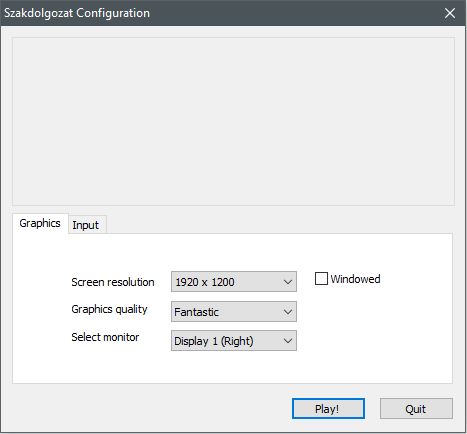 Szakdolgozat Configuration
Graphics Input
Screen resolution 1920 x 1200 Windowed
Graphics quality Fantastic
Select monitor Display 1 (Right)
Play! Quit